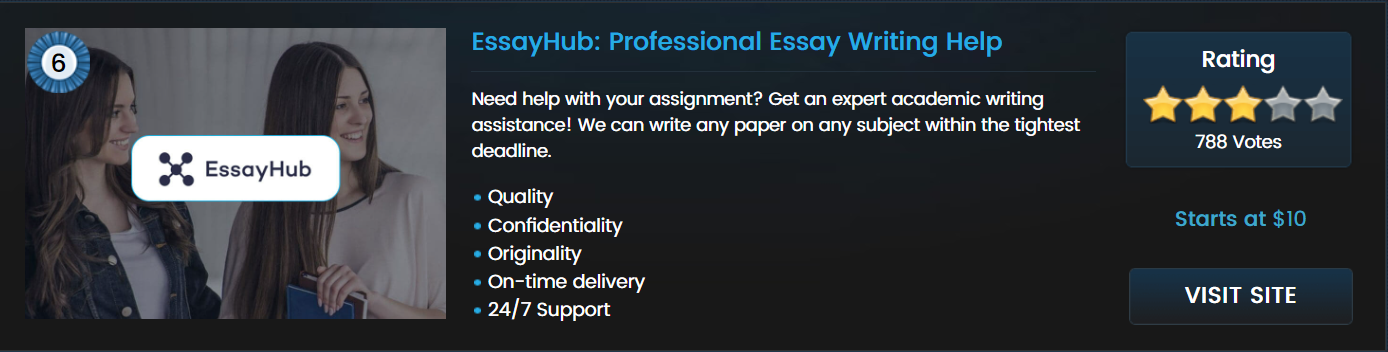 6
EssayHub
EssayHub: Professional Essay Writing Help
Need help with your assignment? Get an expert academic writing
assistance! We can write any paper on any subject within the tightest
deadline.
Quality
Confidentiality
Originality
On-time delivery
24/7 Support
Rating
788 Votes
Starts at $10
VISIT SITE